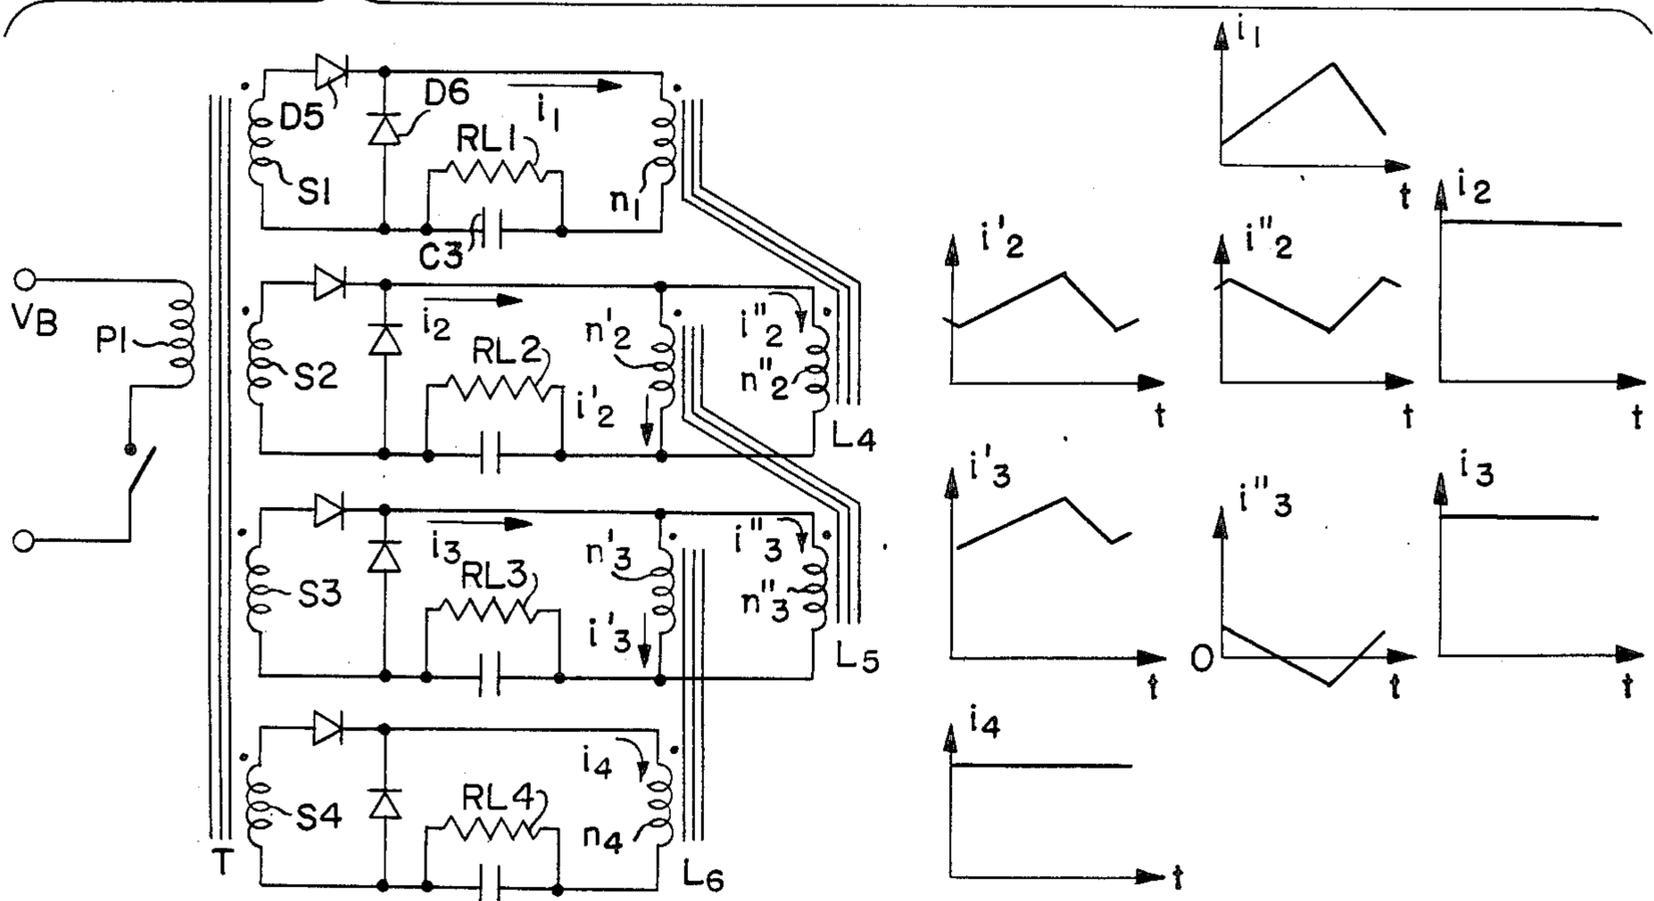 D5
D6
i1
RL1
S1
n1
C3
VB
P1
i2
RL2
S2
n'2
i'2
i"2
n"2
L4
i3
RL3
S3
n'3
i'3
i"3
n"3
L5
i4
RL4
S4
n4
T
L6
i1
t
i'2
t
i"2
t
i2
t
i'3
t
i"3
O
t
i3
t
i4
t